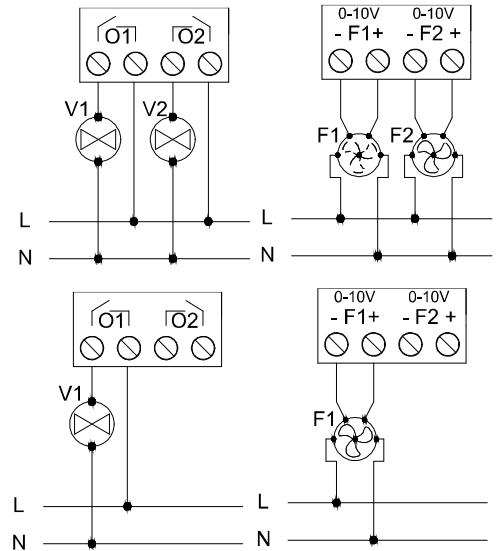 O1 O2
V1 V2
L
N
0-10V 0-10V
- F1+ - F2 +
F1 F2
L
N
O1 O2
V1
L
N
0-10V 0-10V
- F1+ - F2 +
F1
L
N